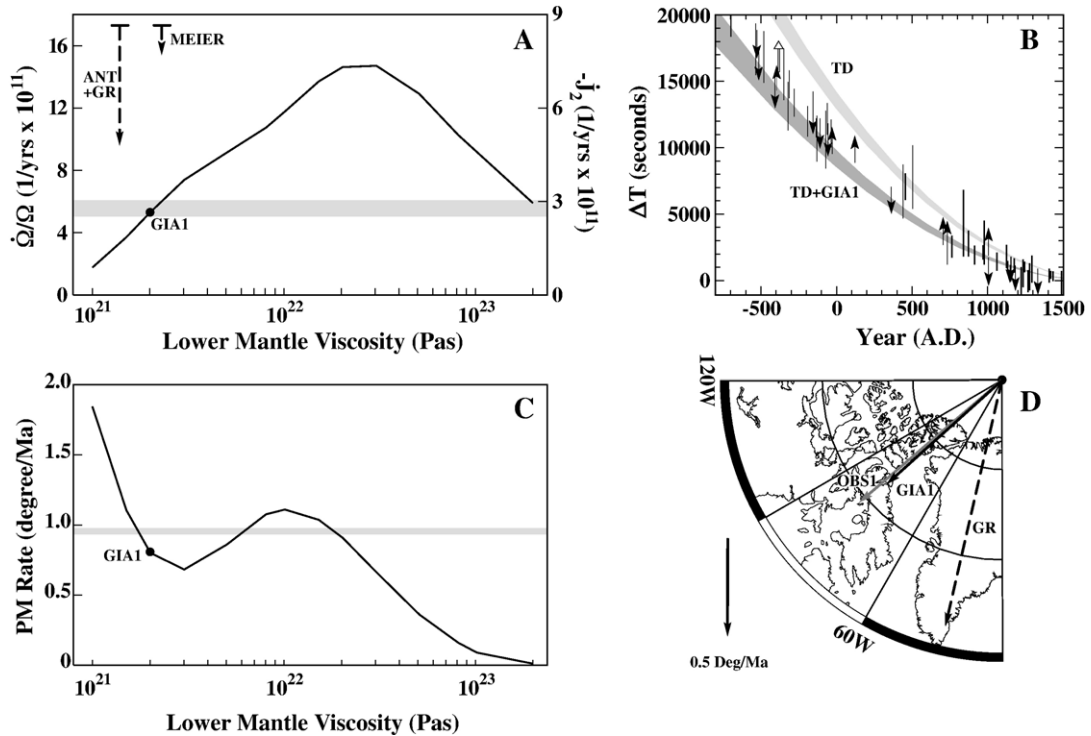 A
16
12
8
4
0
Ω̇/Ω (1/yrs x 10¹¹)
9
6
3
0
-J̇₂ (1/yrs x 10¹¹)
MEIER
ANT
+GR
GIA1
10²¹ 10²² 10²³
Lower Mantle Viscosity (Pas)
B
20000
15000
10000
5000
0
ΔT (seconds)
TD
TD+GIA1
-500 0 500 1000 1500
Year (A.D.)
C
2.0
1.5
1.0
0.5
0
PM Rate (degree/Ma)
GIA1
10²¹ 10²² 10²³
Lower Mantle Viscosity (Pas)
D
120W
OBS1
GIA1
GR
60W
0.5 Deg/Ma